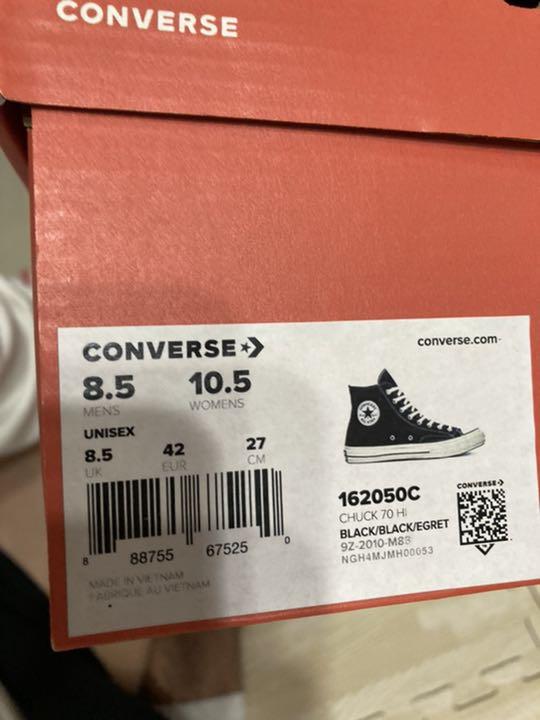 CONVERSE
CONVERSE
converse.com
8.5 10.5
MENS WOMENS
UNISEX
8.5 42 27
UK EUR CM
8 88755 67525 0
MADE IN VIETNAM
FABRIQUE AU VIETNAM
162050C
CHUCK 70 HI
BLACK/BLACK/EGRET
9Z-2010-M83
NGH4MJMH00053
CONVERSE